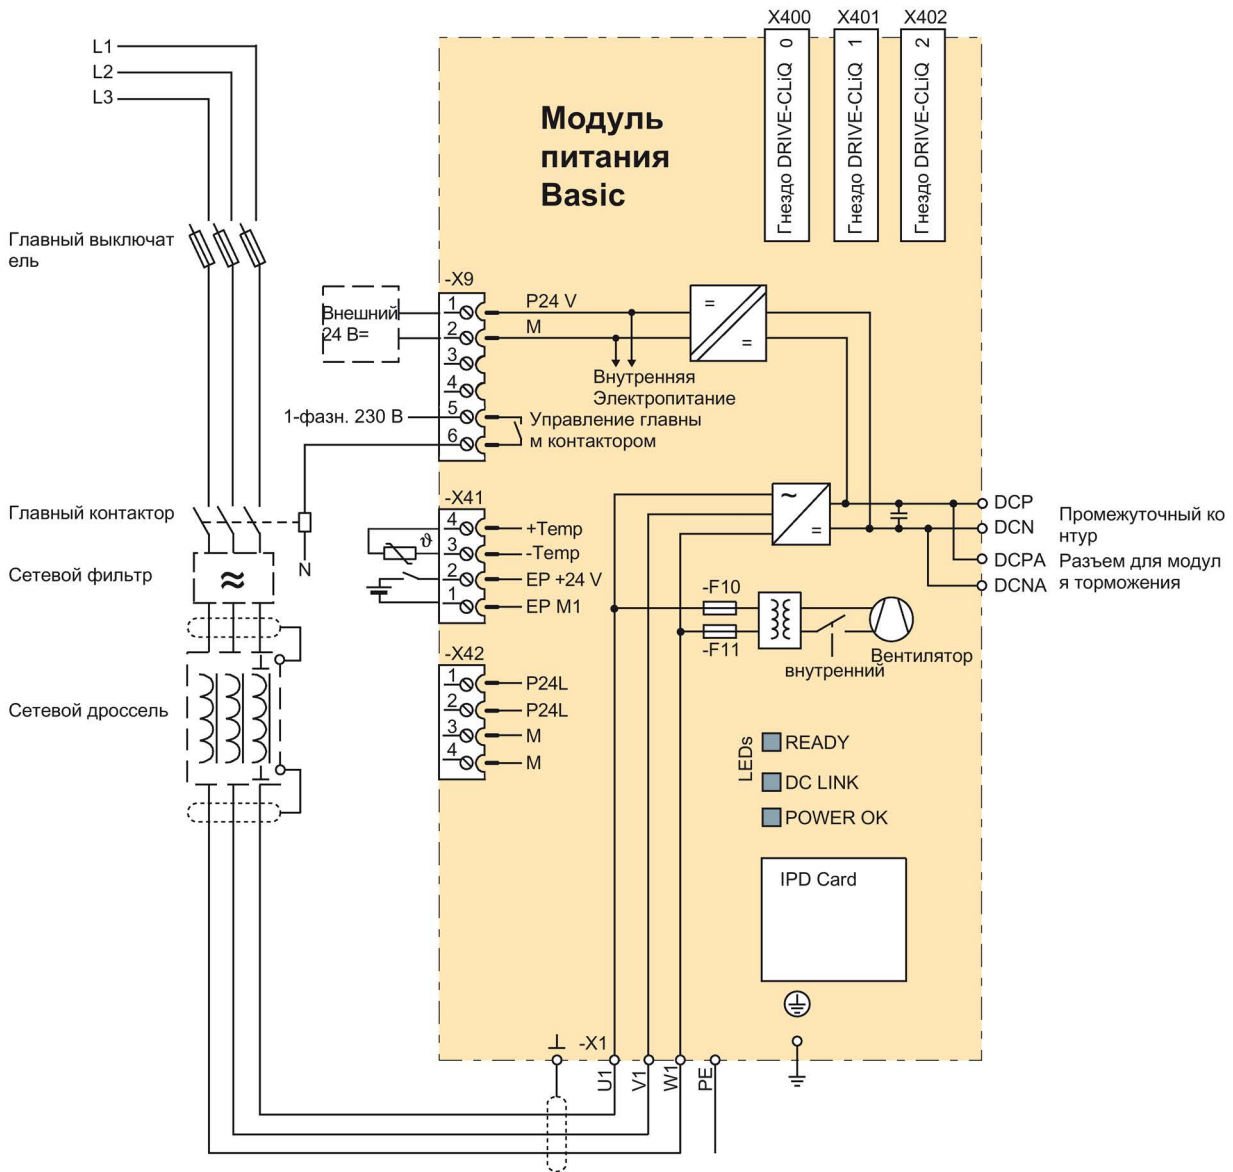 X400 X401 X402
L1
L2
L3
Гнездо DRIVE-CLiQ 0
Гнездо DRIVE-CLiQ 1
Гнездо DRIVE-CLiQ 2
Модуль
питания
Basic
Главный выключат
ель
-X9
Внешний
24 В=
1
2
3
4
5
6
P24 V
M
=
=
Внутренняя
Электропитание
1-фазн. 230 В
Управление главны
м контактором
Главный контактор
N
-X41
4
3
2
1
ϑ
+Temp
-Temp
EP +24 V
EP M1
~
=
DCP
DCN
DCPA
DCNA
Промежуточный ко
нтур
Разъем для модул
я торможения
Сетевой фильтр
≈
-F10
-F11
внутренний
Вентилятор
-X42
1
2
3
4
P24L
P24L
M
M
Сетевой дроссель
LEDs
READY
DC LINK
POWER OK
IPD Card
-X1
U1
V1
W1
PE